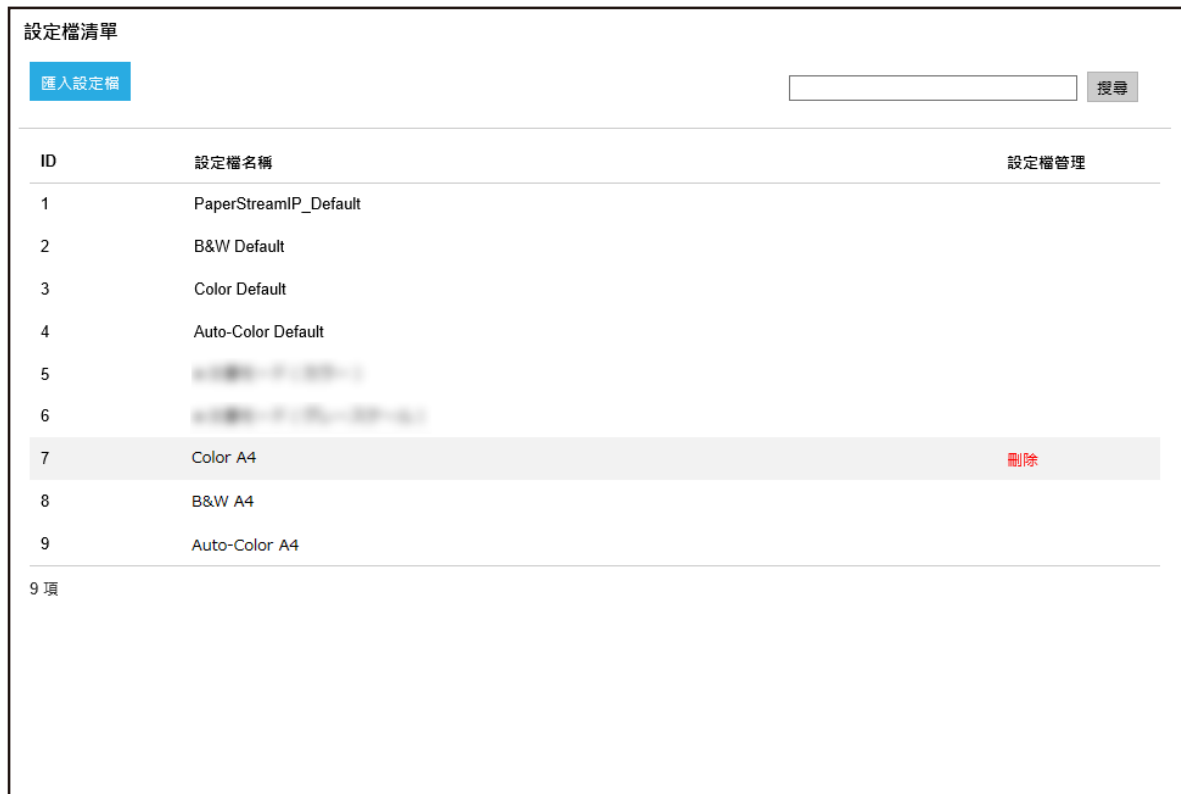 設定檔清單
匯入設定檔
搜尋
ID 設定檔名稱 設定檔管理
1 PaperStreamIP_Default
2 B&W Default
3 Color Default
4 Auto-Color Default
5
6
7 Color A4 刪除
8 B&W A4
9 Auto-Color A4
9 項